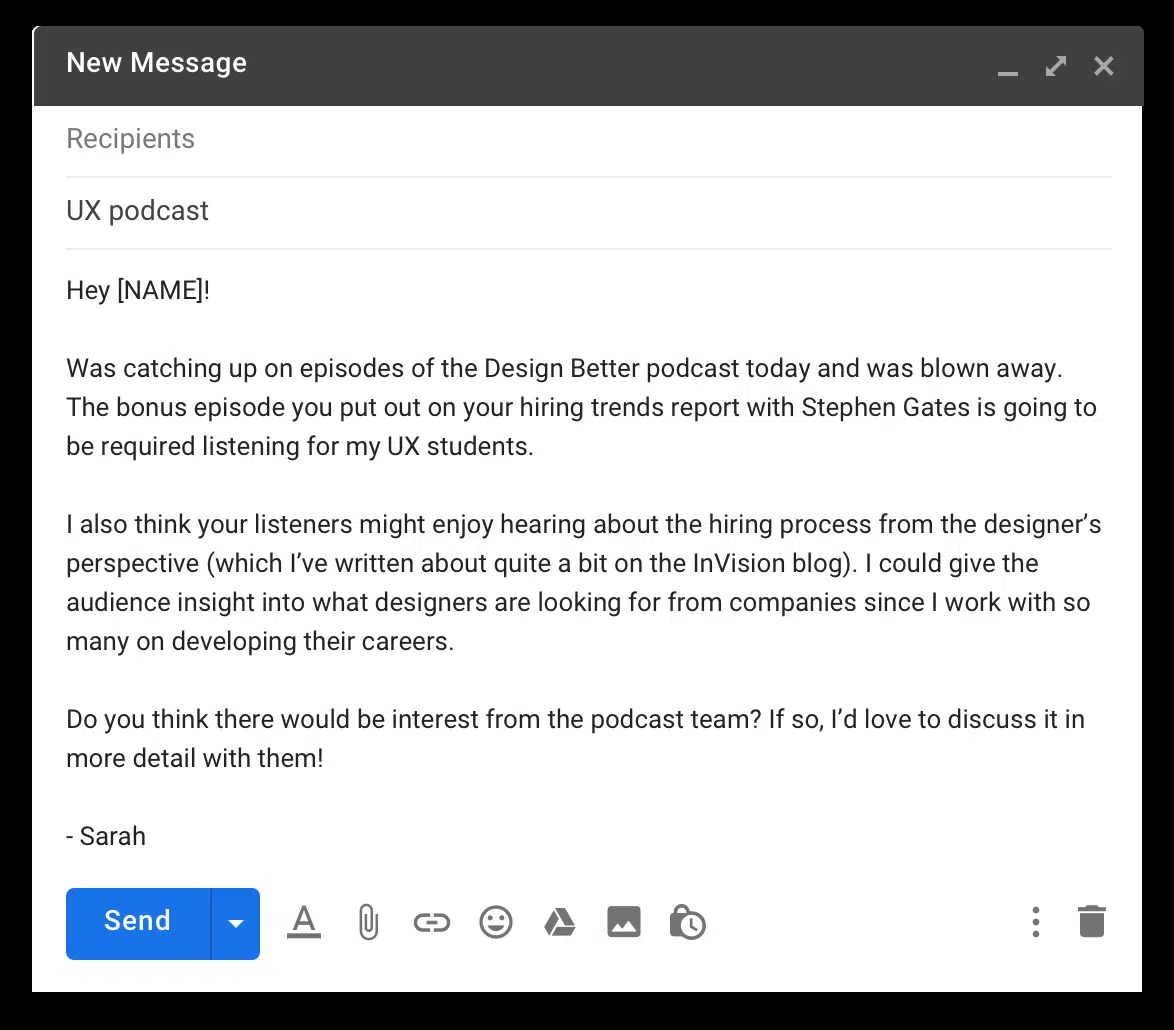 New Message
Recipients
UX podcast
Hey [NAME]!
Was catching up on episodes of the Design Better podcast today and was blown away.
The bonus episode you put out on your hiring trends report with Stephen Gates is going to
be required listening for my UX students.
I also think your listeners might enjoy hearing about the hiring process from the designer’s
perspective (which I’ve written about quite a bit on the InVision blog). I could give the
audience insight into what designers are looking for from companies since I work with so
many on developing their careers.
Do you think there would be interest from the podcast team? If so, I’d love to discuss it in
more detail with them!
- Sarah
Send